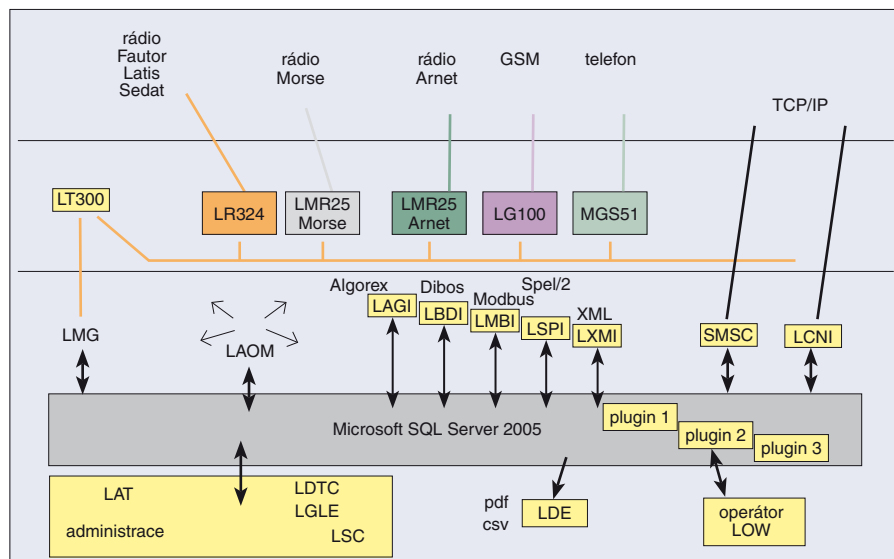 rádio
Fautor
Latis
Sedat
rádio
Morse
rádio
Arnet
GSM
telefon
TCP/IP
LT300
LR324
LMR25
Morse
LMR25
Arnet
LG100
MGS51
Algorex
LAGI
Dibos
LBDI
Modbus
LMBI
Spel/2
LSPI
XML
LXMI
SMSC
LCNI
LMG
LAOM
Microsoft SQL Server 2005
plugin 1
plugin 2
plugin 3
LAT
administrace
LDTC
LGLE
LSC
pdf
csv
LDE
operátor
LOW